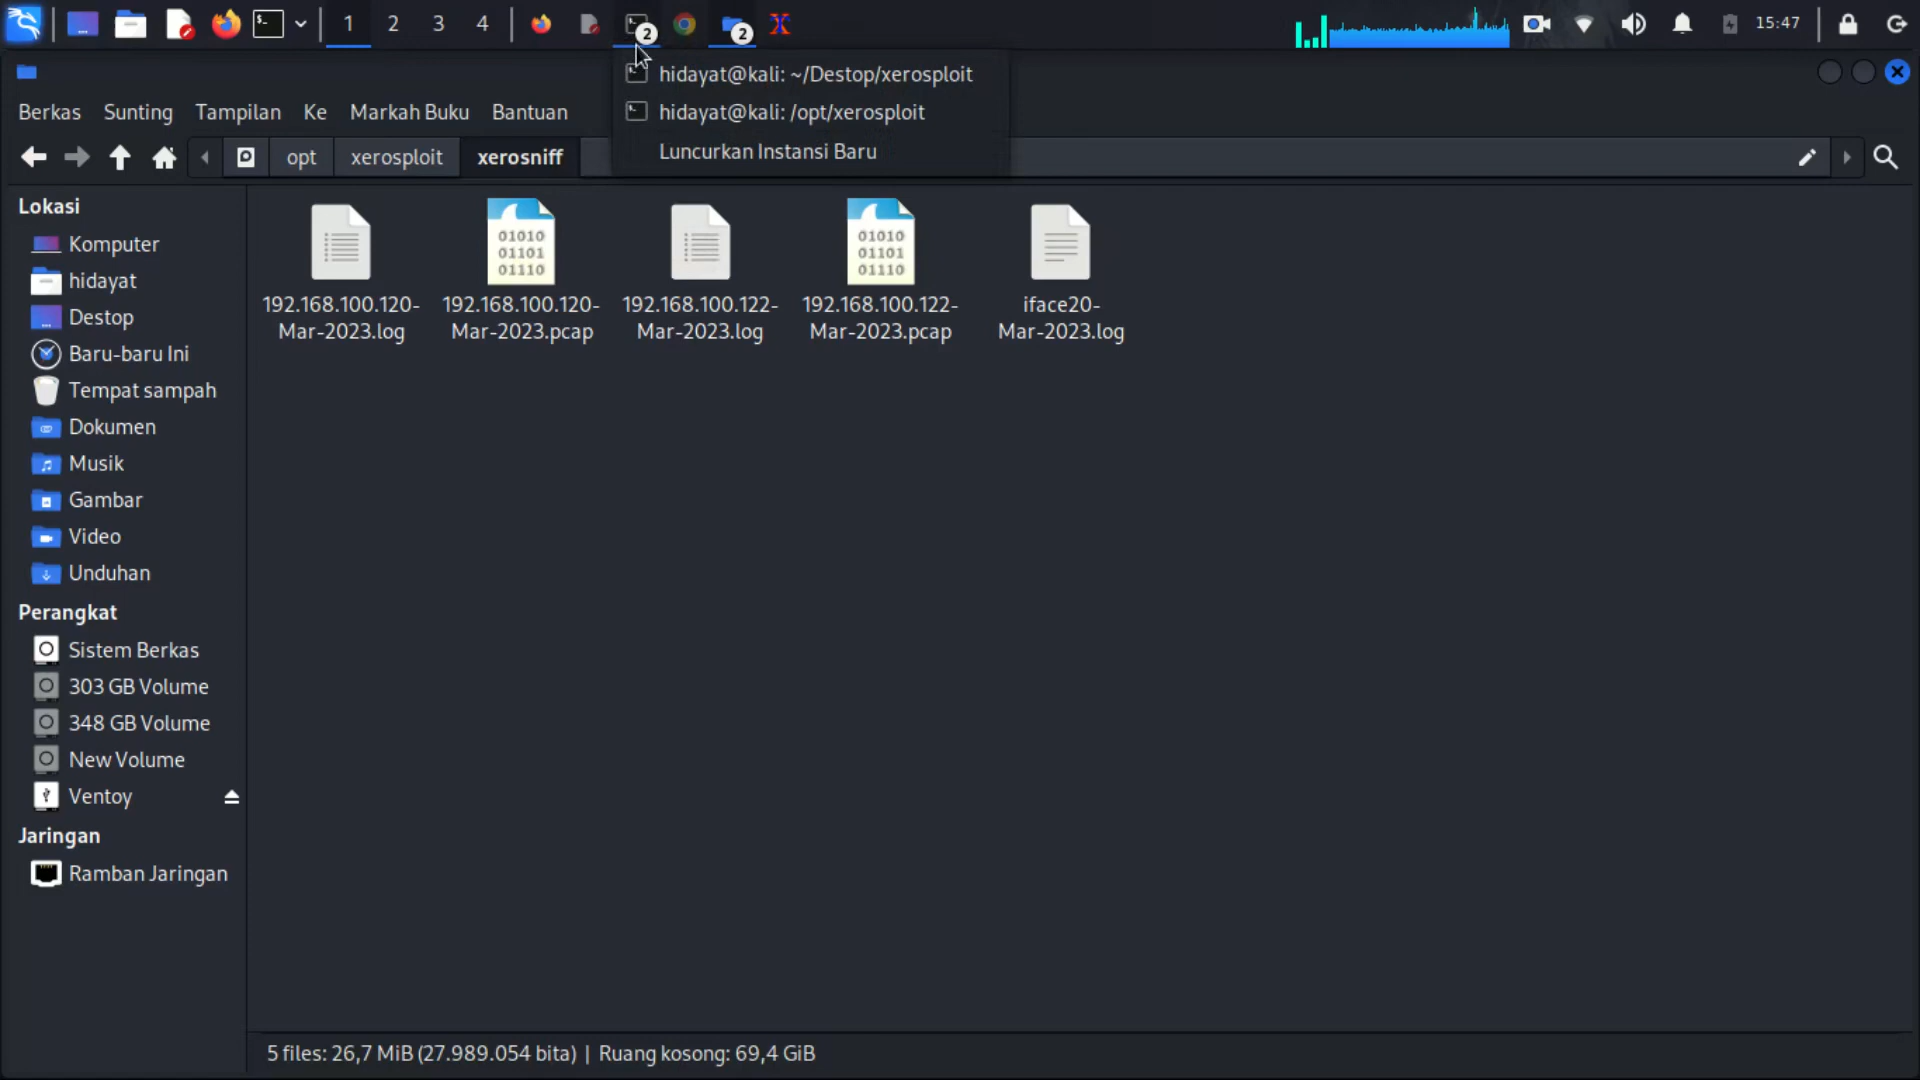 1 2 3 4
2
2
15:47
hidayat@kali: ~/Destop/xerosploit
hidayat@kali: /opt/xerosploit
Luncurkan Instansi Baru
Berkas Sunting Tampilan Ke Markah Buku Bantuan
opt xerosploit xerosniff
Lokasi
Komputer
hidayat
Destop
Baru-baru Ini
Tempat sampah
Dokumen
Musik
Gambar
Video
Unduhan
Perangkat
Sistem Berkas
303 GB Volume
348 GB Volume
New Volume
Ventoy
Jaringan
Ramban Jaringan
192.168.100.120-
Mar-2023.log
01010
01101
01110
192.168.100.120-
Mar-2023.pcap
192.168.100.122-
Mar-2023.log
01010
01101
01110
192.168.100.122-
Mar-2023.pcap
iface20-
Mar-2023.log
5 files: 26,7 MiB (27.989.054 bita) | Ruang kosong: 69,4 GiB